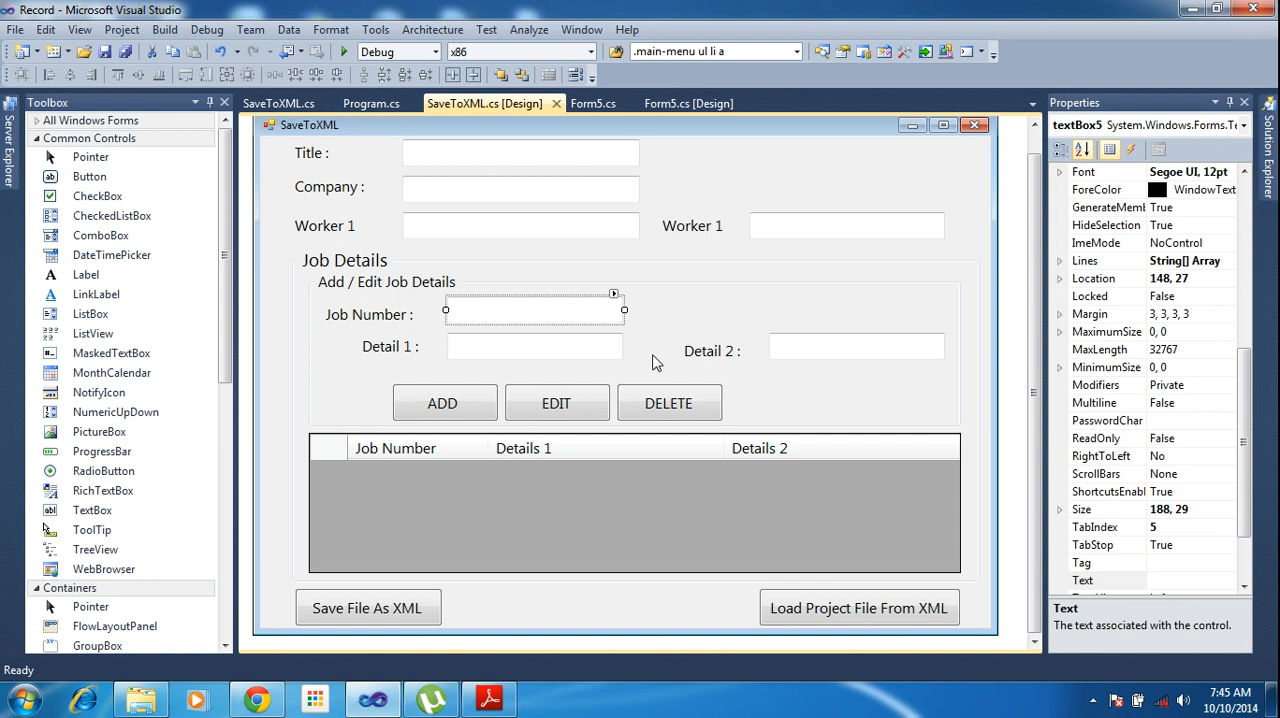 Record - Microsoft Visual Studio
File Edit View Project Build Debug Team Data Format Tools Architecture Test Analyze Window Help
Debug x86 .main-menu ul li a
Server Explorer
Toolbox
All Windows Forms
Common Controls
Pointer
Button
CheckBox
CheckedListBox
ComboBox
DateTimePicker
Label
LinkLabel
ListBox
ListView
MaskedTextBox
MonthCalendar
NotifyIcon
NumericUpDown
PictureBox
ProgressBar
RadioButton
RichTextBox
TextBox
ToolTip
TreeView
WebBrowser
Containers
Pointer
FlowLayoutPanel
GroupBox
SaveToXML.cs Program.cs SaveToXML.cs [Design] Form5.cs Form5.cs [Design]
SaveToXML
Title :
Company :
Worker 1 Worker 1
Job Details
Add / Edit Job Details
Job Number :
Detail 1 : Detail 2 :
ADD EDIT DELETE
Job Number Details 1 Details 2
Save File As XML Load Project File From XML
Properties
textBox5 System.Windows.Forms.Te
Font Segoe UI, 12pt
ForeColor WindowText
GenerateMemb True
HideSelection True
ImeMode NoControl
Lines String[] Array
Location 148, 27
Locked False
Margin 3, 3, 3, 3
MaximumSize 0, 0
MaxLength 32767
MinimumSize 0, 0
Modifiers Private
Multiline False
PasswordChar
ReadOnly False
RightToLeft No
ScrollBars None
ShortcutsEnabl True
Size 188, 29
TabIndex 5
TabStop True
Tag
Text
Text
The text associated with the control.
Solution Explorer
Ready
7:45 AM
10/10/2014